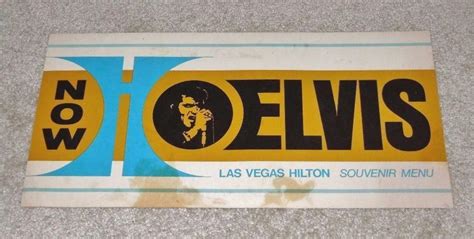 NOW
ELVIS
LAS VEGAS HILTON SOUVENIR MENU